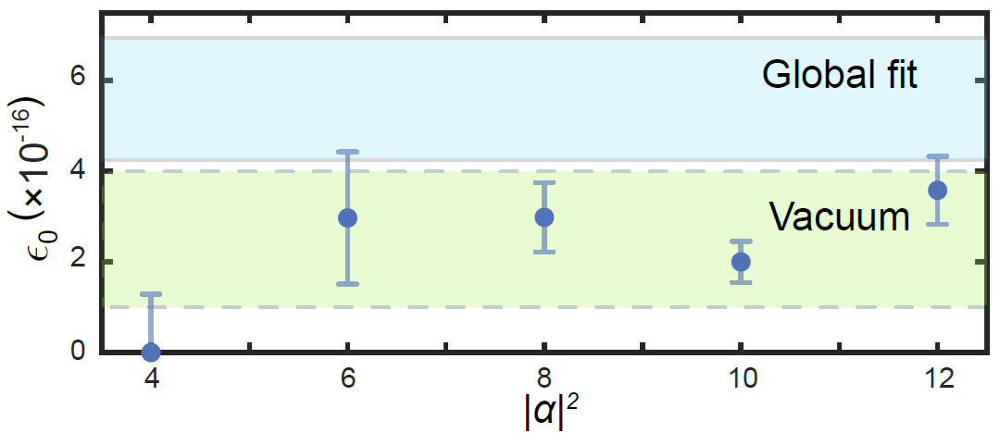 6
4
2
0
ϵ₀ (×10⁻¹⁶)
Global fit
Vacuum
4 6 8 10 12
|α|²